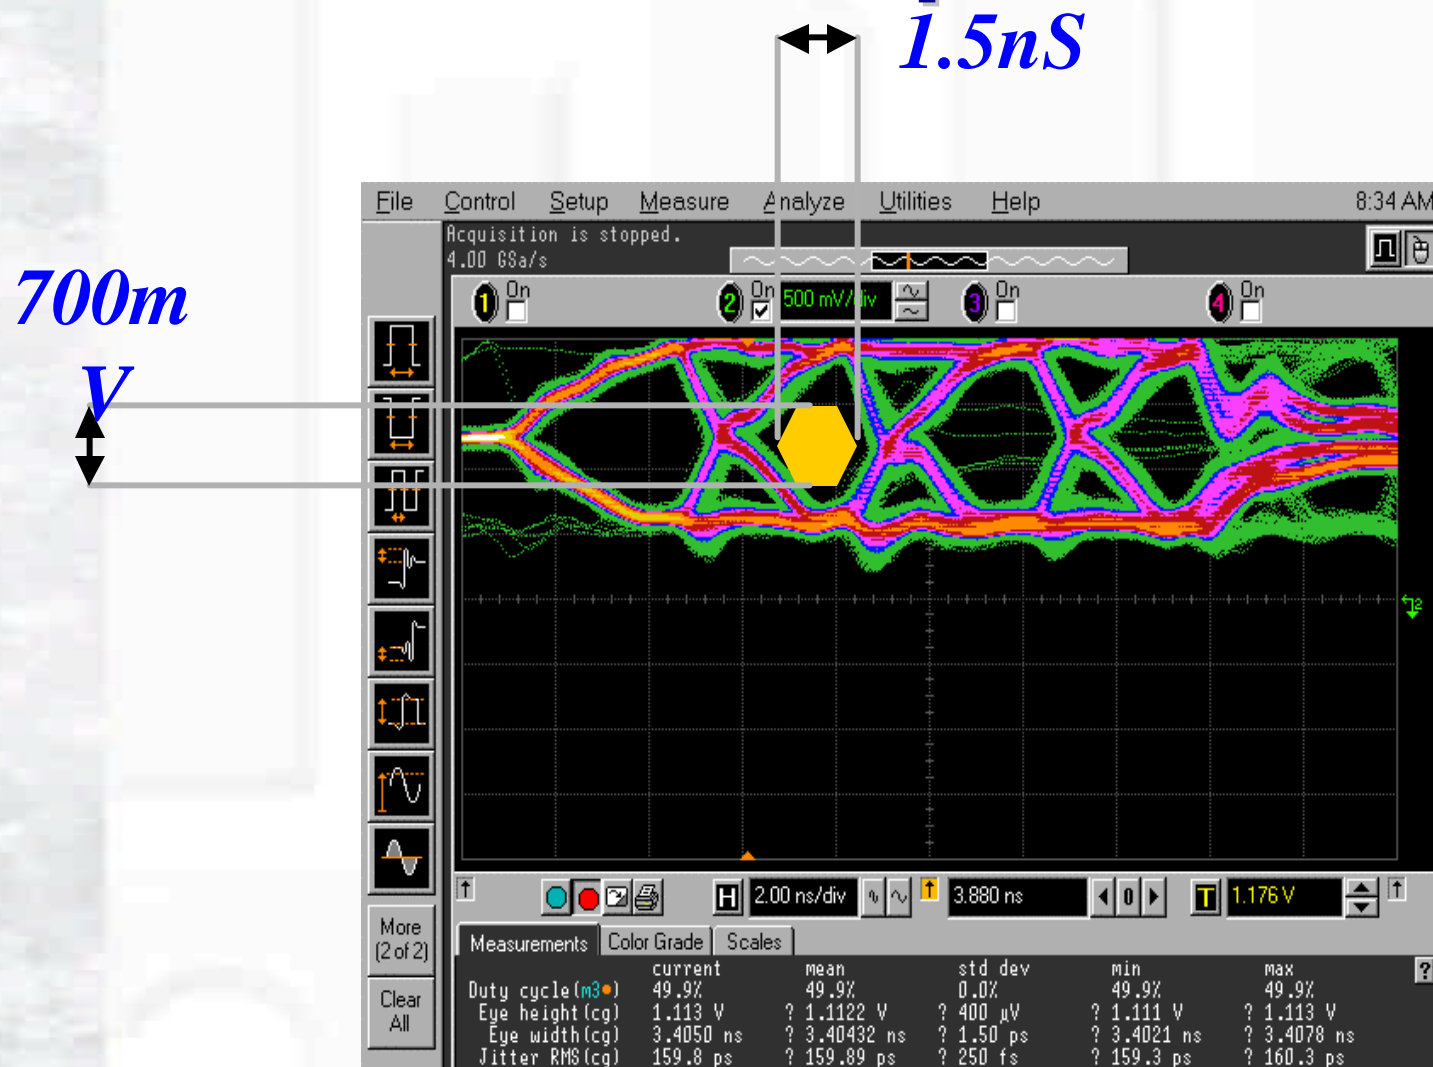 1.5nS
700m
V
File Control Setup Measure Analyze Utilities Help 8:34 AM
Acquisition is stopped.
4.00 GSa/s
1 On 2 On 500 mV/div 3 On 4 On
2
H 2.00 ns/div 3.880 ns 0 T 1.176 V
More
(2 of 2)
Clear
All
Measurements Color Grade Scales
current mean std dev min max ?
Duty cycle(m3) 49.9% 49.9% 0.0% 49.9% 49.9%
Eye height(cg) 1.113 V ? 1.1122 V ? 400 µV ? 1.111 V ? 1.113 V
Eye width(cg) 3.4050 ns ? 3.40432 ns ? 1.50 ps ? 3.4021 ns ? 3.4078 ns
Jitter RMS(cg) 159.8 ps ? 159.89 ps ? 250 fs ? 159.3 ps ? 160.3 ps